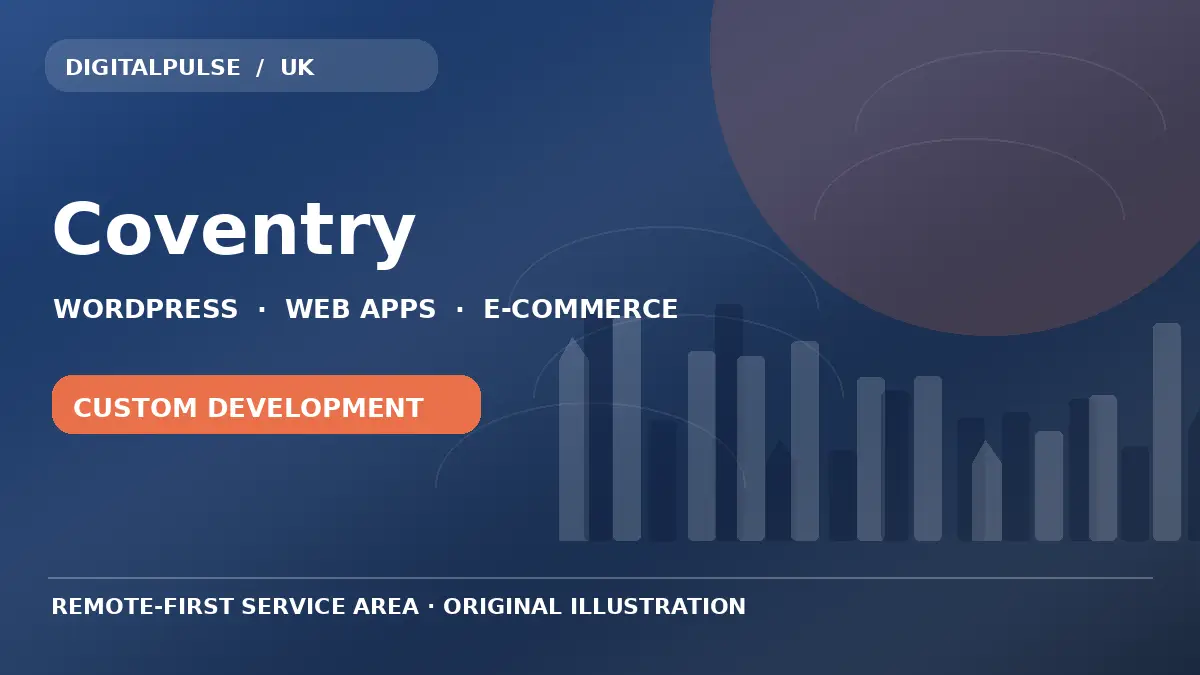 DIGITALPULSE / UK
Coventry
WORDPRESS · WEB APPS · E-COMMERCE
CUSTOM DEVELOPMENT
REMOTE-FIRST SERVICE AREA · ORIGINAL ILLUSTRATION